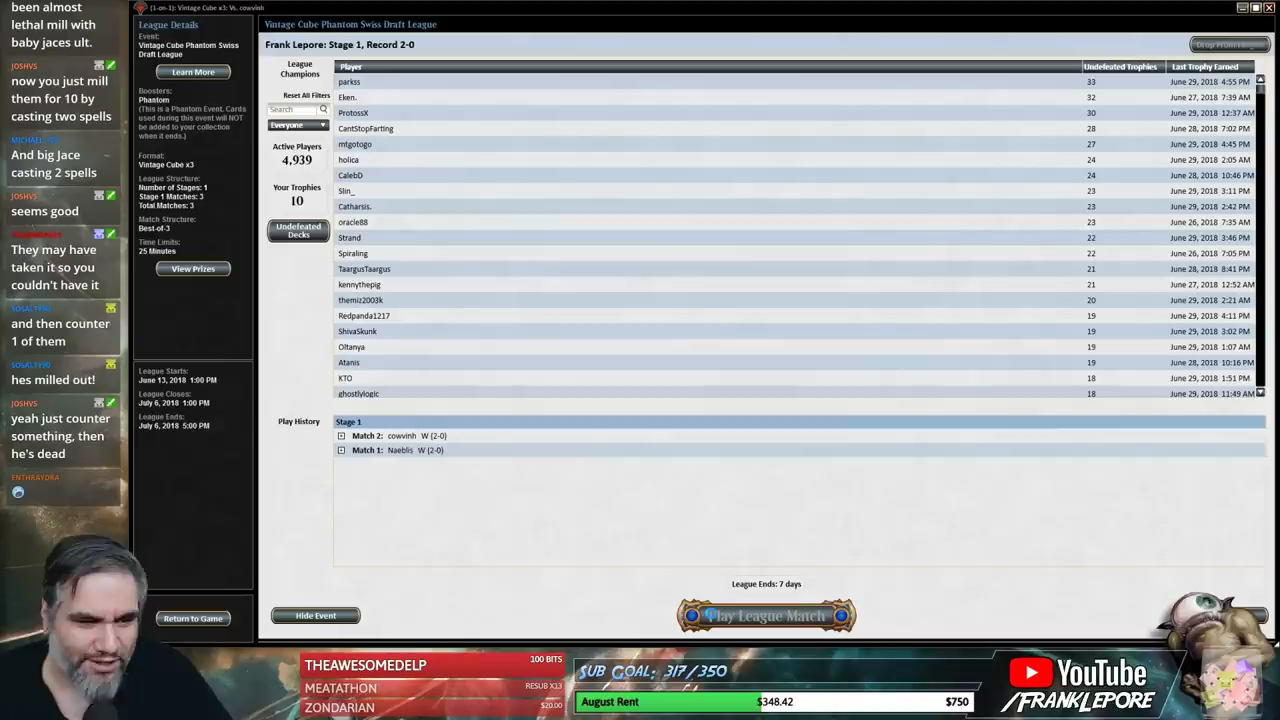 (1-on-1): Vintage Cube x3: Vs. cowvinh
been almost
lethal mill with
baby jaces ult.
JOSHVS
now you just mill
them for 10 by
casting two spells
And big Jace
casting 2 spells
JOSHVS
seems good
They may have
taken it so you
couldn't have it
and then counter
1 of them
hes milled out!
JOSHVS
yeah just counter
something, then
he's dead
ENTHRAYDRA
League Details
Event:
Vintage Cube Phantom Swiss
Draft League
Learn More
Boosters:
Phantom
(This is a Phantom Event. Cards
used during this event will NOT
be added to your collection
when it ends.)
Format:
Vintage Cube x3
League Structure:
Number of Stages: 1
Stage 1 Matches: 3
Total Matches: 3
Match Structure:
Best-of-3
Time Limits:
25 Minutes
View Prizes
League Starts:
June 13, 2018 1:00 PM
League Closes:
July 6, 2018 1:00 PM
League Ends:
July 6, 2018 5:00 PM
Return to Game
Vintage Cube Phantom Swiss Draft League
Frank Lepore: Stage 1, Record 2-0
Drop From League
League
Champions
Reset All Filters
Search
Everyone
Active Players
4,939
Your Trophies
10
Undefeated
Decks
Player Undefeated Trophies Last Trophy Earned
parkss 33 June 29, 2018 4:55 PM
Eken. 32 June 27, 2018 7:39 AM
ProtossX 30 June 29, 2018 12:37 AM
CantStopFarting 28 June 28, 2018 7:02 PM
mtgotogo 27 June 27, 2018 4:45 PM
holica 24 June 29, 2018 2:05 AM
CalebD 24 June 28, 2018 10:46 PM
Slin_ 23 June 29, 2018 3:11 PM
Catharsis. 23 June 29, 2018 2:42 PM
oracle88 23 June 26, 2018 7:35 AM
Strand 22 June 29, 2018 3:46 PM
Spiraling 22 June 26, 2018 7:05 PM
TaargusTaargus 21 June 28, 2018 8:41 PM
kennythepig 21 June 27, 2018 12:52 AM
themiz2003k 20 June 29, 2018 2:21 AM
Redpanda1217 19 June 29, 2018 4:11 PM
ShivaSkunk 19 June 29, 2018 3:02 PM
Oltanya 19 June 29, 2018 1:07 AM
Atanis 19 June 28, 2018 10:16 PM
KTO 18 June 29, 2018 1:51 PM
ghostlylogic 18 June 29, 2018 11:49 AM
Play History
Stage 1
Match 2: cowvinh W (2-0)
Match 1: Naeblis W (2-0)
League Ends: 7 days
Hide Event
Play League Match
THEAWESOMEDELP 100 BITS
MEATATHON RESUB X13
ZONDARIAN $20.00
SUB GOAL: 317/350
August Rent $348.42 $750
YouTube
/FRANKLEPORE